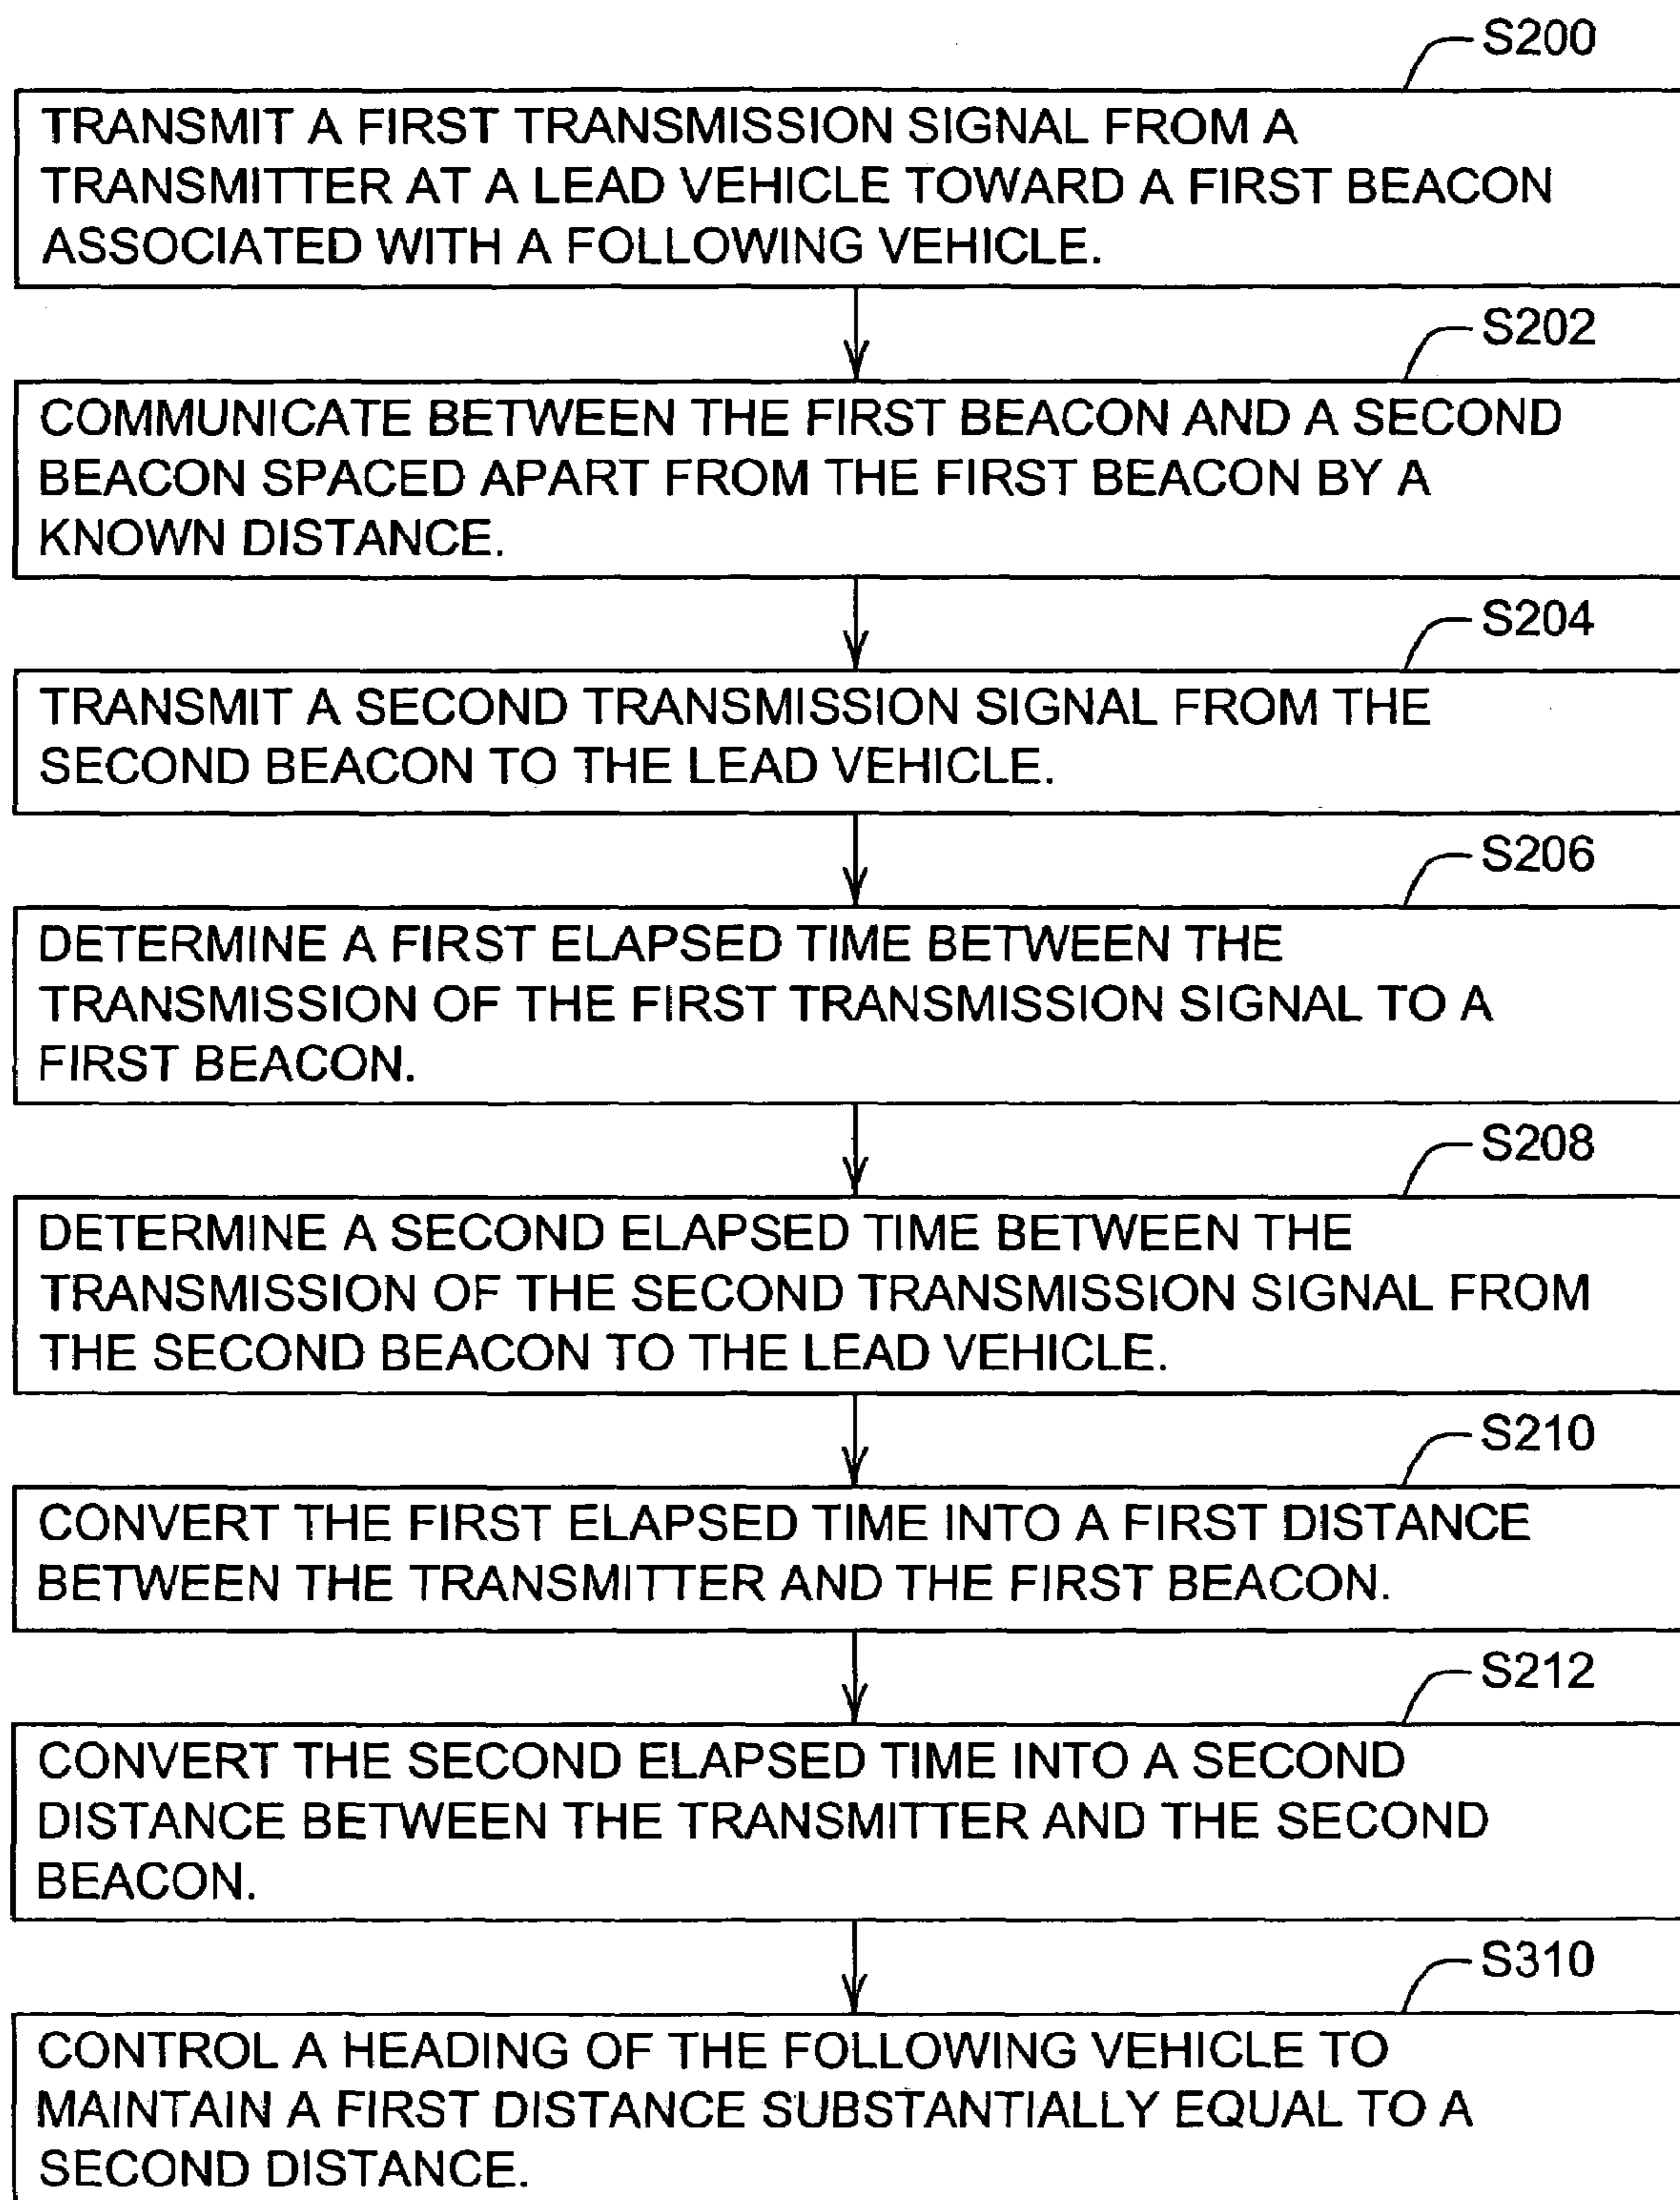 S200
TRANSMIT A FIRST TRANSMISSION SIGNAL FROM A
TRANSMITTER AT A LEAD VEHICLE TOWARD A FIRST BEACON
ASSOCIATED WITH A FOLLOWING VEHICLE.
S202
COMMUNICATE BETWEEN THE FIRST BEACON AND A SECOND
BEACON SPACED APART FROM THE FIRST BEACON BY A
KNOWN DISTANCE.
S204
TRANSMIT A SECOND TRANSMISSION SIGNAL FROM THE
SECOND BEACON TO THE LEAD VEHICLE.
S206
DETERMINE A FIRST ELAPSED TIME BETWEEN THE
TRANSMISSION OF THE FIRST TRANSMISSION SIGNAL TO A
FIRST BEACON.
S208
DETERMINE A SECOND ELAPSED TIME BETWEEN THE
TRANSMISSION OF THE SECOND TRANSMISSION SIGNAL FROM
THE SECOND BEACON TO THE LEAD VEHICLE.
S210
CONVERT THE FIRST ELAPSED TIME INTO A FIRST DISTANCE
BETWEEN THE TRANSMITTER AND THE FIRST BEACON.
S212
CONVERT THE SECOND ELAPSED TIME INTO A SECOND
DISTANCE BETWEEN THE TRANSMITTER AND THE SECOND
BEACON.
S310
CONTROL A HEADING OF THE FOLLOWING VEHICLE TO
MAINTAIN A FIRST DISTANCE SUBSTANTIALLY EQUAL TO A
SECOND DISTANCE.